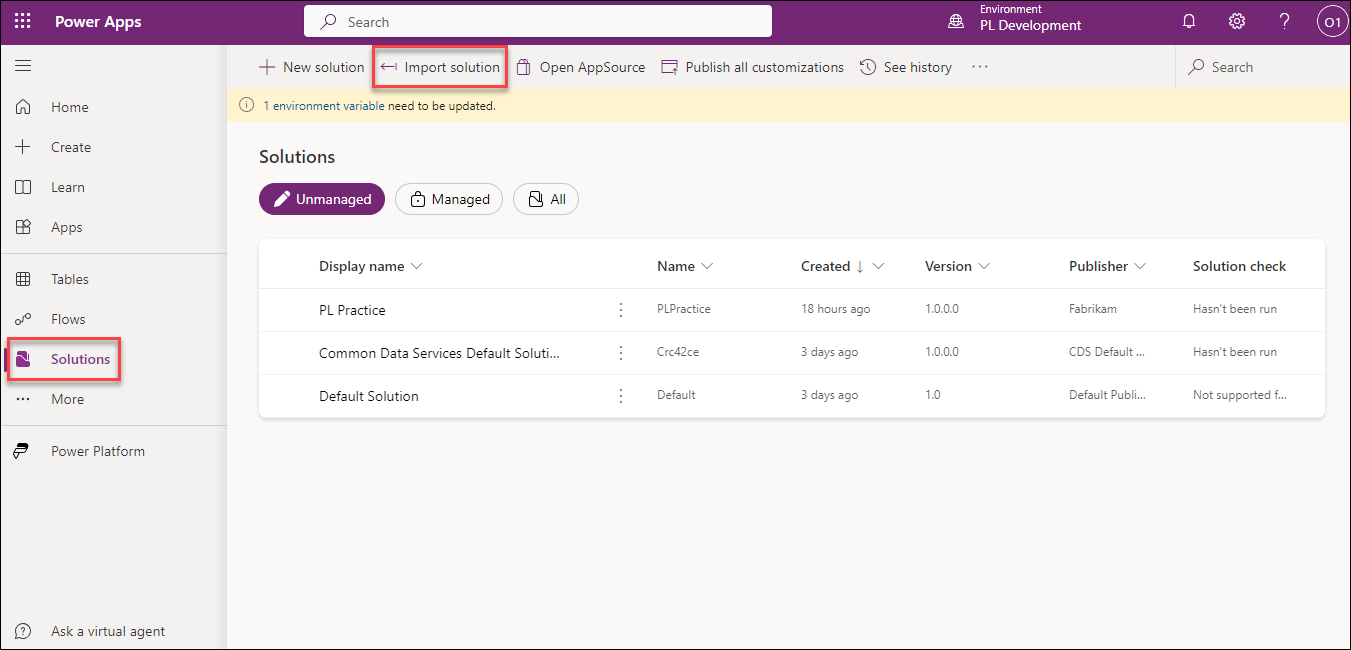 Power Apps
Search
Environment
PL Development
?
O1
New solution
Import solution
Open AppSource
Publish all customizations
See history
...
Search
1 environment variable need to be updated.
Home
Create
Learn
Apps
Tables
Flows
Solutions
More
Power Platform
Ask a virtual agent
Solutions
Unmanaged
Managed
All
Display name Name Created ↓ Version Publisher Solution check
PL Practice PLPractice 18 hours ago 1.0.0.0 Fabrikam Hasn't been run
Common Data Services Default Soluti... Crc42ce 3 days ago 1.0.0.0 CDS Default ... Hasn't been run
Default Solution Default 3 days ago 1.0 Default Publi... Not supported f...